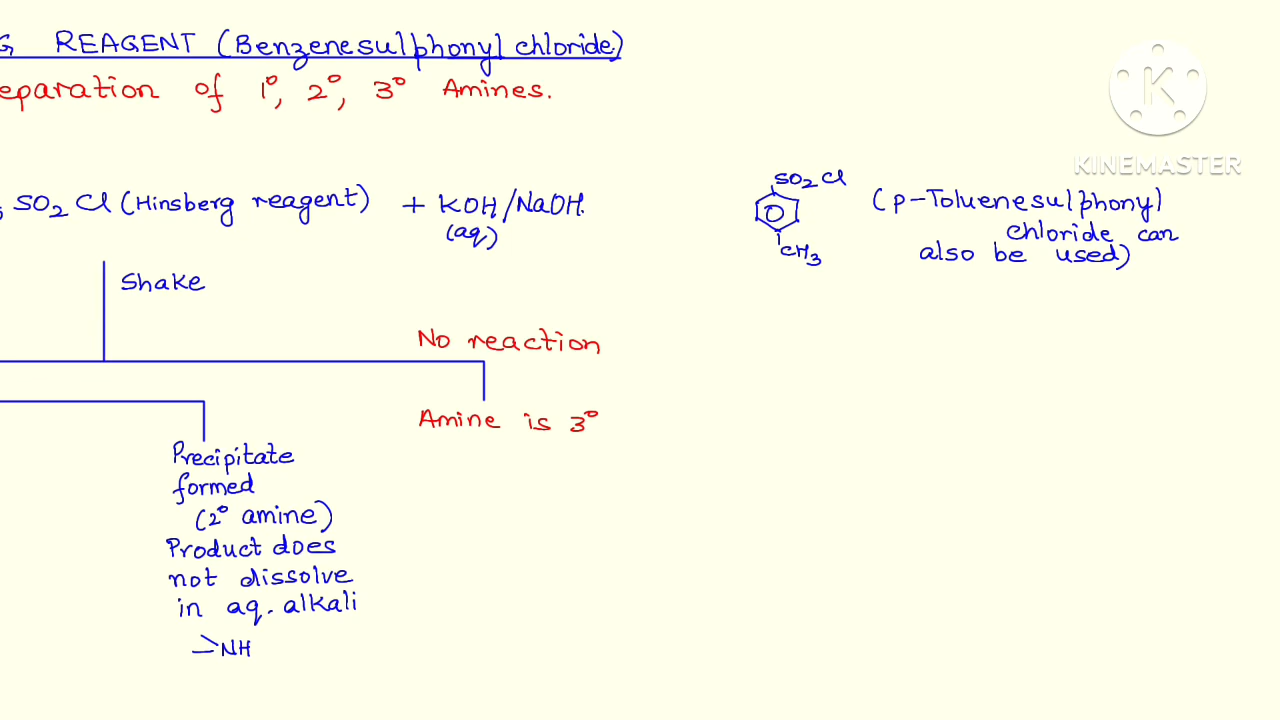 G REAGENT (Benzenesulphonyl chloride)
eparation of 1°, 2°, 3° Amines.
K
KINEMASTER
SO2 Cl (Hinsberg reagent) + KOH/NaOH.
(aq)
SO2 Cl
CH3
(p-Toluenesulphonyl
chloride can
also be used)
Shake
No reaction
Amine is 3°
Precipitate
formed
(2° amine)
Product does
not dissolve
in aq. alkali
>NH